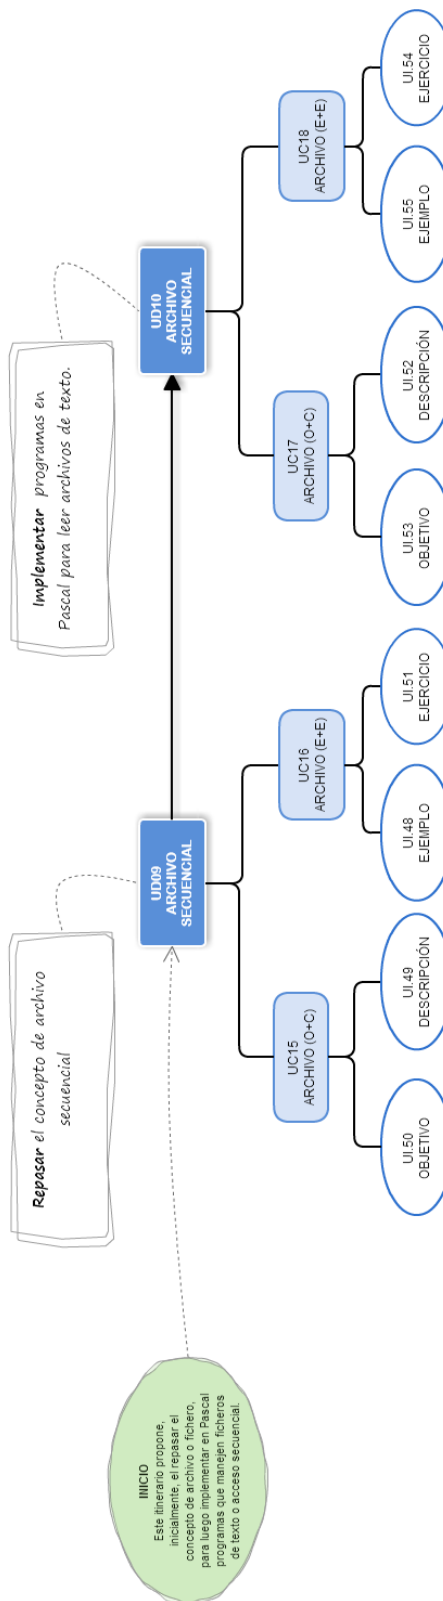 INICIO
Este itinerario propone,
inicialmente, el repasar el
concepto de archivo o fichero,
para luego implementar en Pascal
programas que manejen ficheros
de texto o acceso secuencial.
Repasar el concepto de archivo
secuencial
Implementar programas en
Pascal para leer archivos de texto.
UD09
ARCHIVO
SECUENCIAL
UD10
ARCHIVO
SECUENCIAL
UC15
ARCHIVO (O+C)
UC16
ARCHIVO (E+E)
UC17
ARCHIVO (O+C)
UC18
ARCHIVO (E+E)
UI.50
OBJETIVO
UI.49
DESCRIPCIÓN
UI.48
EJEMPLO
UI.51
EJERCICIO
UI.53
OBJETIVO
UI.52
DESCRIPCIÓN
UI.55
EJEMPLO
UI.54
EJERCICIO